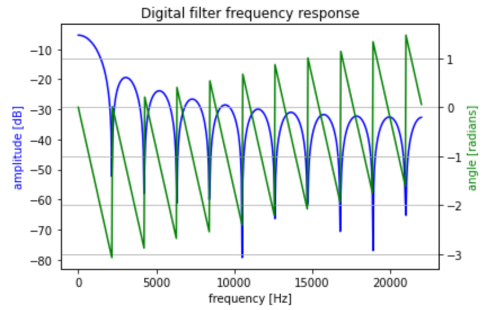 Digital filter frequency response
amplitude [dB]
−10
−20
−30
−40
−50
−60
−70
−80
1
0
−1
−2
−3
angle [radians]
0 5000 10000 15000 20000
frequency [Hz]